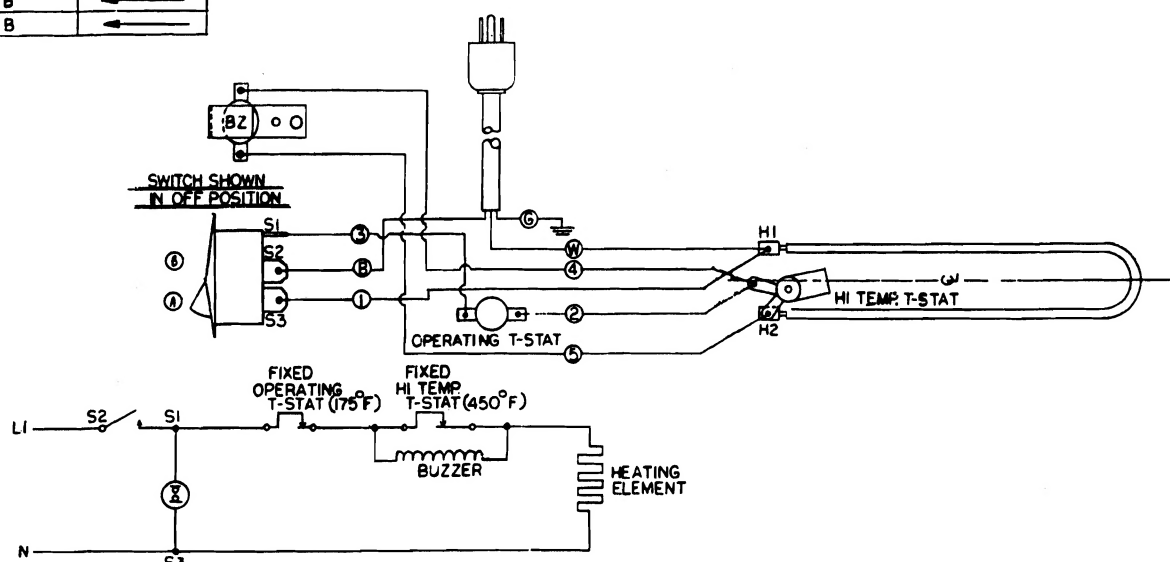 B
B
BZ
SWITCH SHOWN
IN OFF POSITION
S1
3
G
H1
S2
W
B
B
4
A
1
HI TEMP. T-STAT
S3
2
H2
OPERATING T-STAT
5
FIXED
OPERATING
T-STAT (175°F)
FIXED
HI TEMP.
T-STAT (450°F)
L1
S2
S1
BUZZER
HEATING
ELEMENT
N
S3